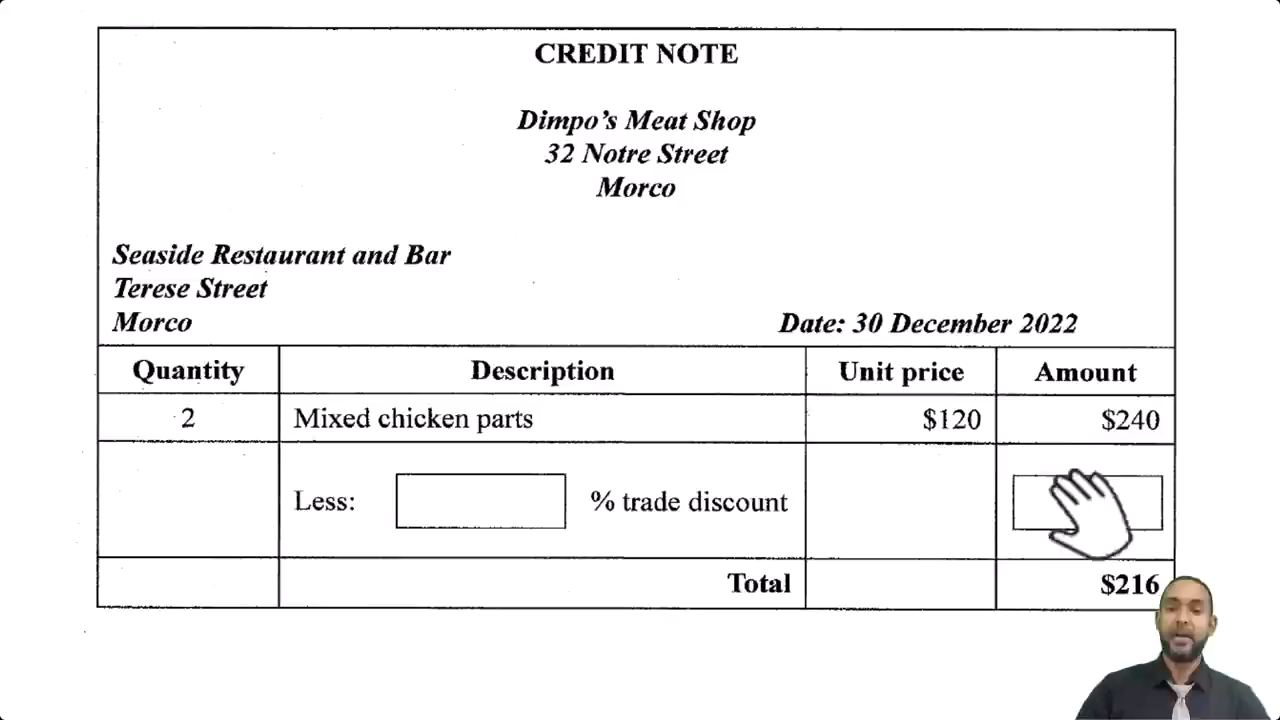 CREDIT NOTE
Dimpo's Meat Shop
32 Notre Street
Morco
Seaside Restaurant and Bar
Terese Street
Morco
Date: 30 December 2022
Quantity Description Unit price Amount
2 Mixed chicken parts $120 $240
Less: % trade discount
Total $216